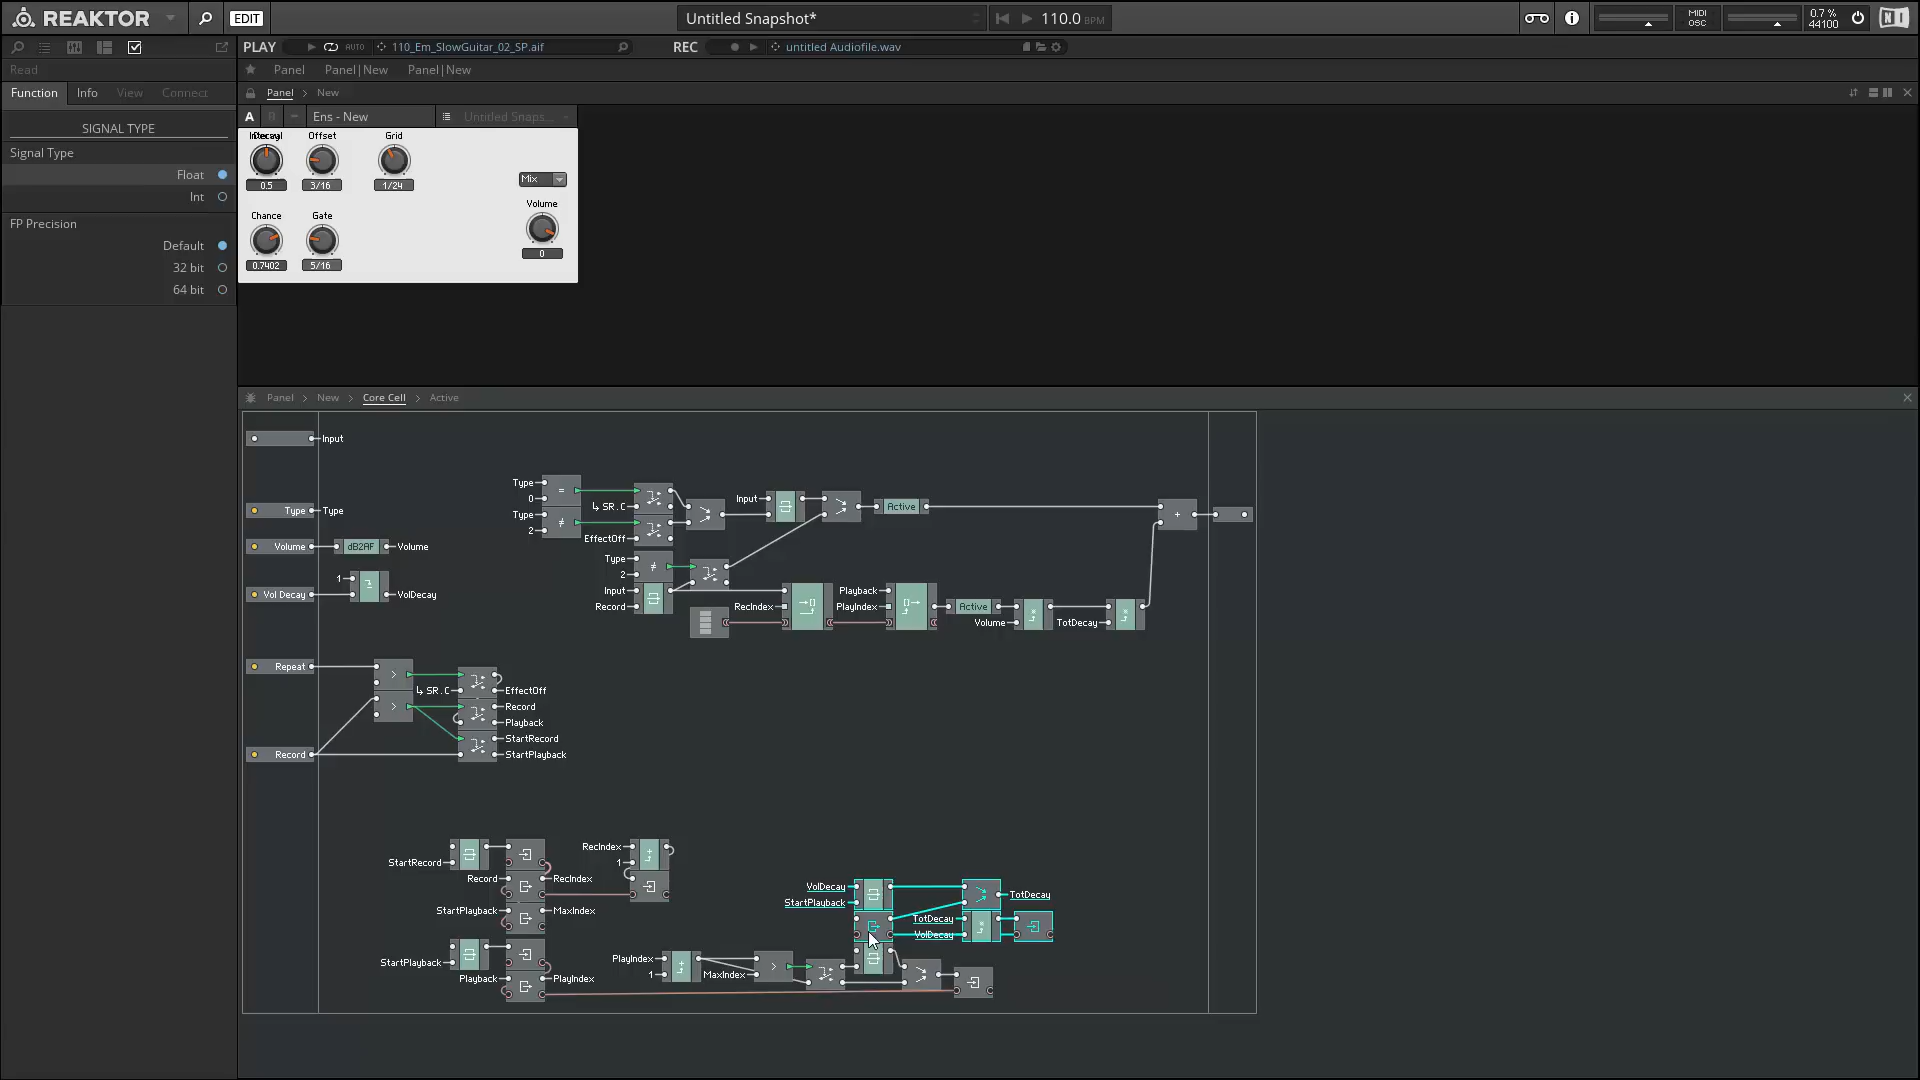 REAKTOR
EDIT
Untitled Snapshot*
110.0 BPM
MIDI
OSC
0.7 %
44100
PLAY
AUTO
110_Em_SlowGuitar_02_SP.aif
REC
untitled Audiofile.wav
Read
Panel
Panel|New
Panel|New
Function
Info
View
Connect
Panel > New
SIGNAL TYPE
Signal Type
Float
Int
FP Precision
Default
32 bit
64 bit
A
R
Ens - New
Untitled Snaps...
Offset
Grid
0.5
3/16
1/24
Mix
Volume
0
Chance
Gate
0.7402
5/16
Panel > New > Core Cell > Active
Input
Type
Type
Volume
dB2AF
Volume
1
Vol Decay
VolDecay
Type
0
Type
2
SR.C
EffectOff
Type
2
Input
Record
Input
Active
RecIndex
Playback
PlayIndex
Active
Volume
TotDecay
Repeat
SR.C
EffectOff
Record
Playback
StartRecord
Record
StartPlayback
StartRecord
Record
RecIndex
StartPlayback
MaxIndex
StartPlayback
Playback
PlayIndex
RecIndex
1
PlayIndex
1
MaxIndex
VolDecay
StartPlayback
TotDecay
TotDecay
VolDecay